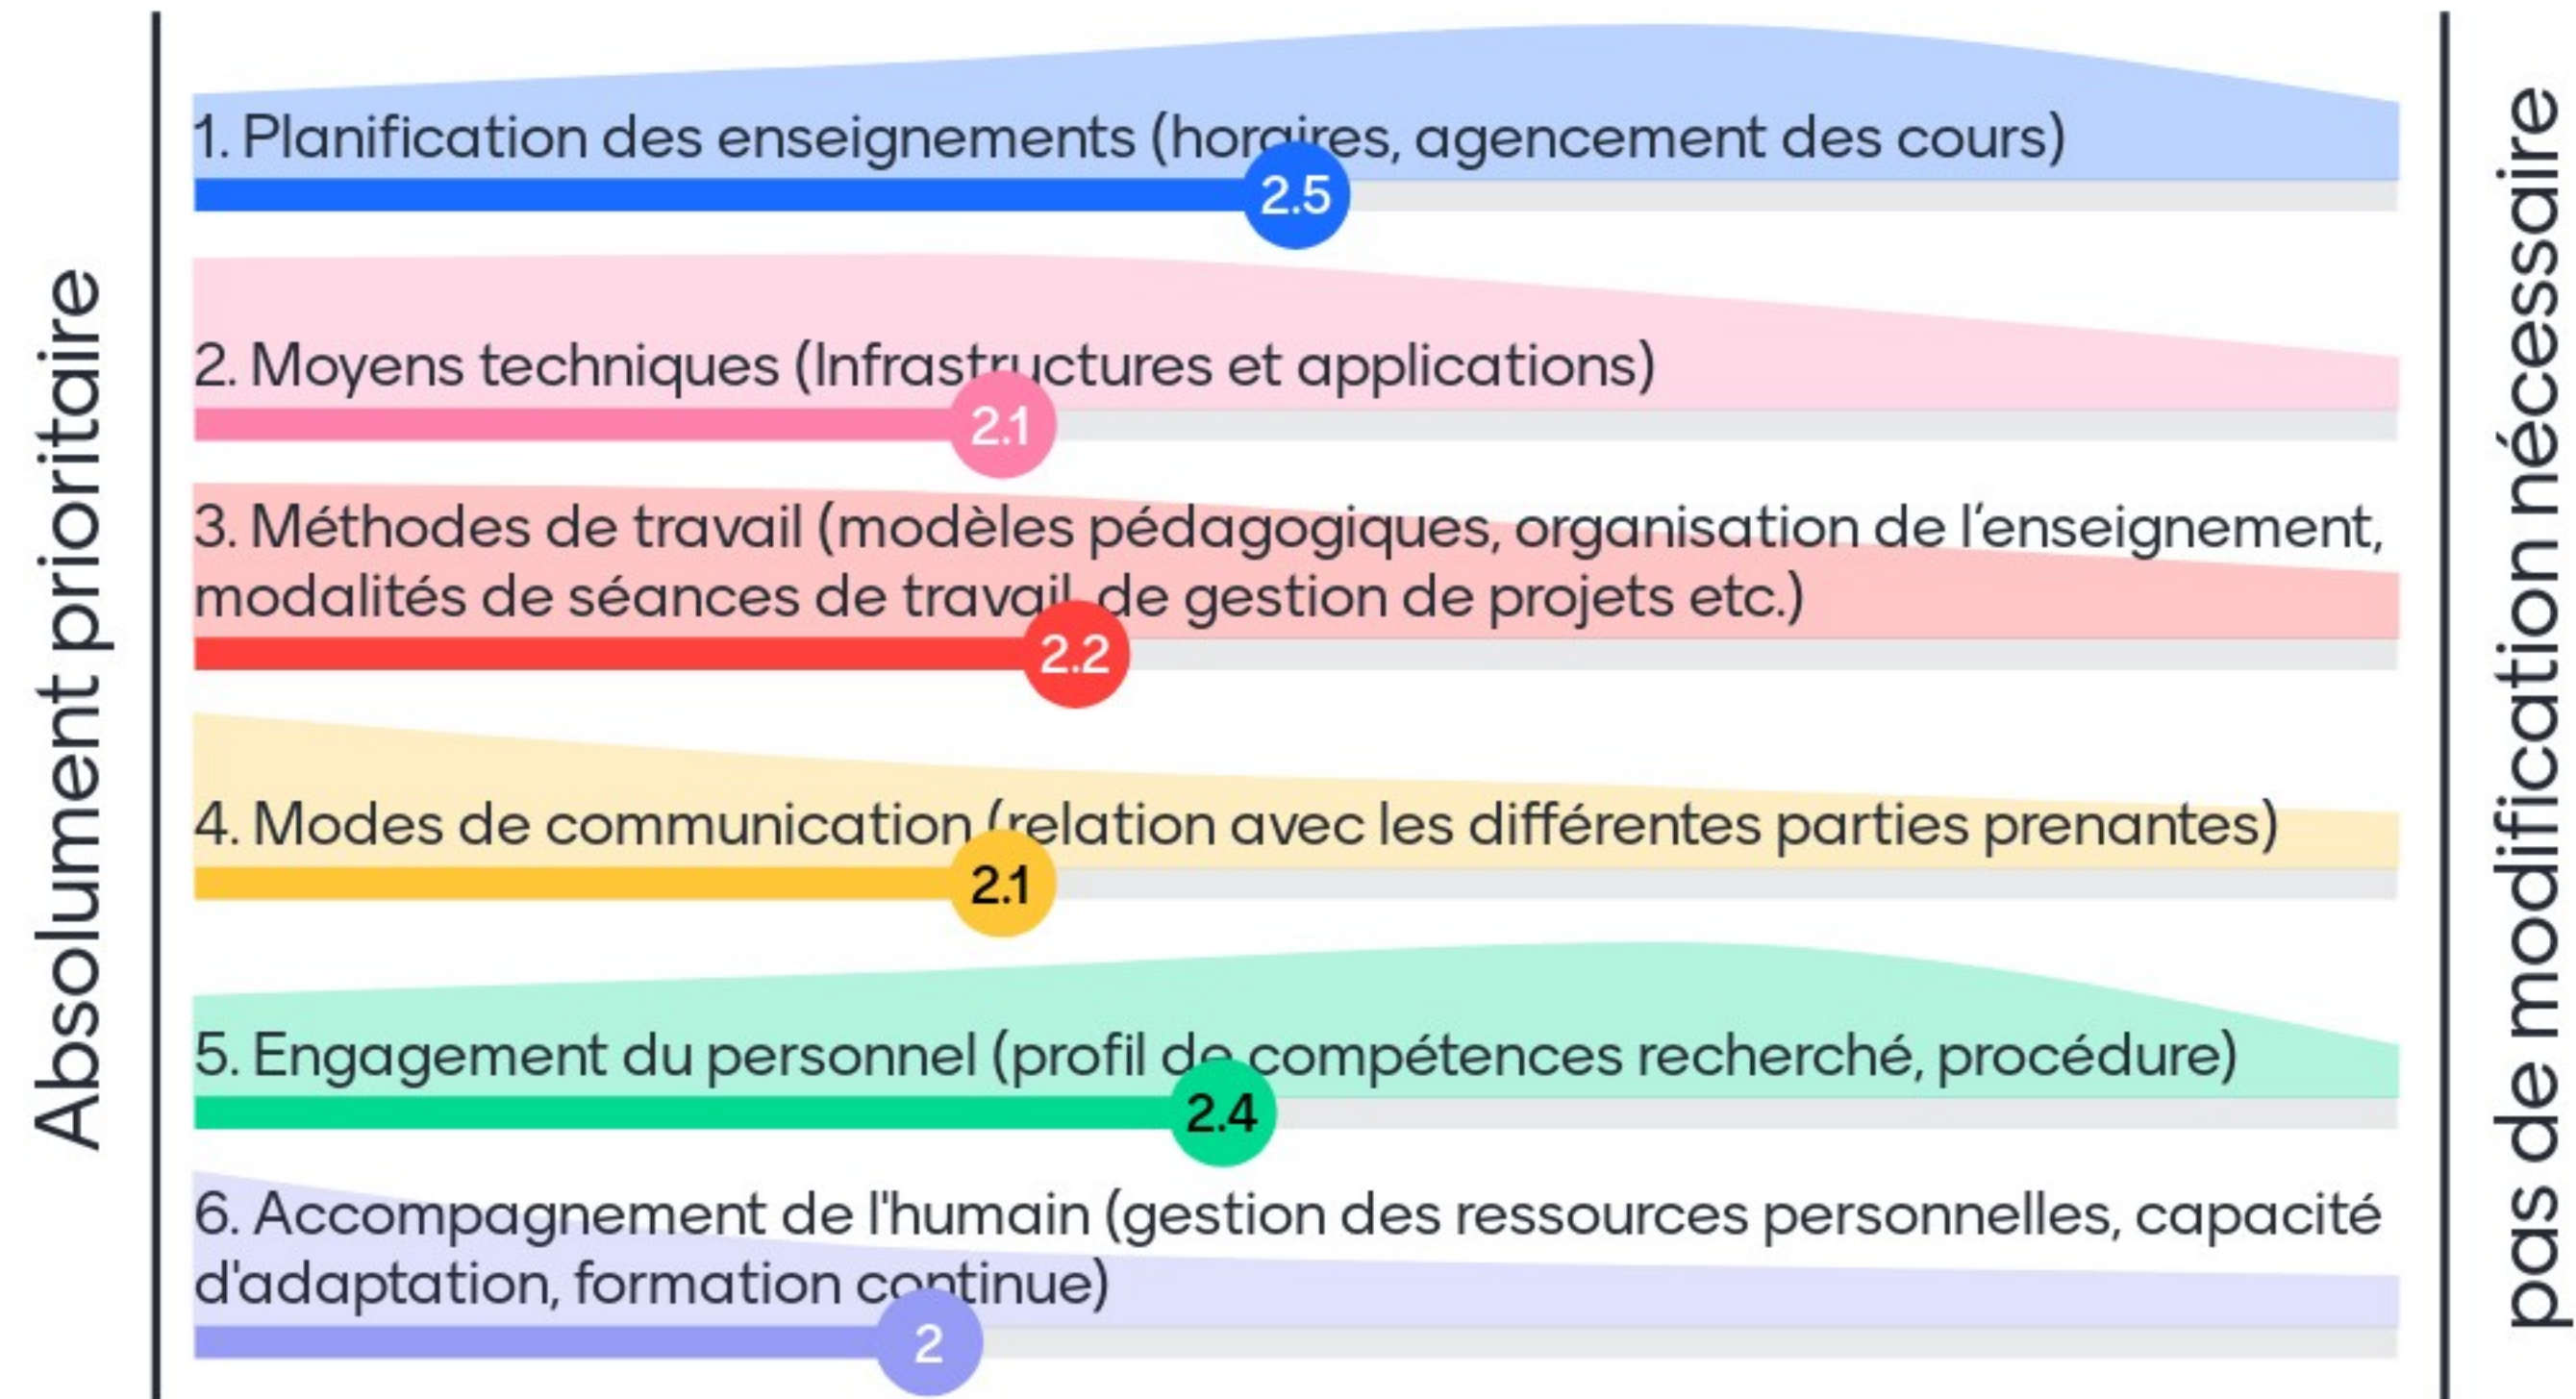 Absolument prioritaire
1. Planification des enseignements (horaires, agencement des cours)
2.5
2. Moyens techniques (Infrastructures et applications)
2.1
3. Méthodes de travail (modèles pédagogiques, organisation de l’enseignement,
modalités de séances de travail, de gestion de projets etc.)
2.2
4. Modes de communication (relation avec les différentes parties prenantes)
2.1
5. Engagement du personnel (profil de compétences recherché, procédure)
2.4
6. Accompagnement de l'humain (gestion des ressources personnelles, capacité
d'adaptation, formation continue)
2
pas de modification nécessaire